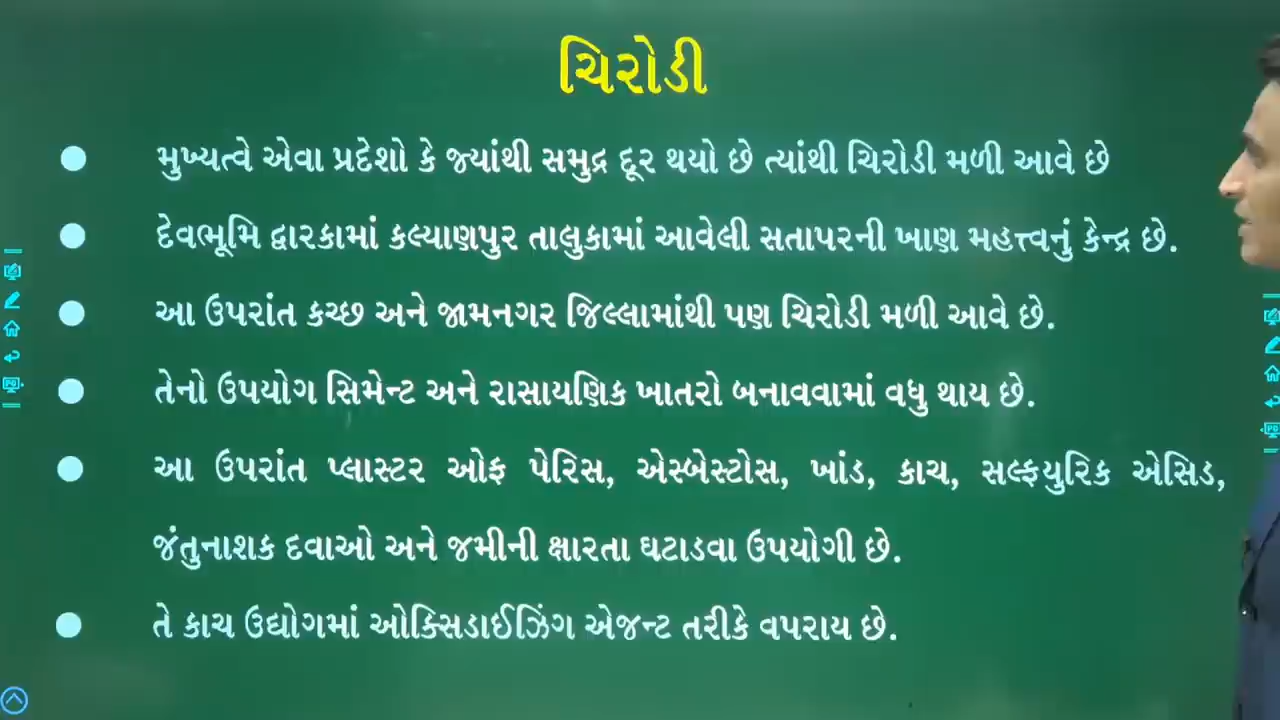 ચિરોડી
● મુખ્યત્વે એવા પ્રદેશો કે જ્યાંથી સમુદ્ર દૂર થયો છે ત્યાંથી ચિરોડી મળી આવે છે
● દેવભૂમિ દ્વારકામાં કલ્યાણપુર તાલુકામાં આવેલી સતાપરની ખાણ મહત્ત્વનું કેન્દ્ર છે.
● આ ઉપરાંત કચ્છ અને જામનગર જિલ્લામાંથી પણ ચિરોડી મળી આવે છે.
● તેનો ઉપયોગ સિમેન્ટ અને રાસાયણિક ખાતરો બનાવવામાં વધુ થાય છે.
● આ ઉપરાંત પ્લાસ્ટર ઓફ પેરિસ, એસ્બેસ્ટોસ, ખાંડ, કાચ, સલ્ફયુરિક એસિડ,
જંતુનાશક દવાઓ અને જમીની ક્ષારતા ઘટાડવા ઉપયોગી છે.
● તે કાચ ઉદ્યોગમાં ઓક્સિડાઈઝિંગ એજન્ટ તરીકે વપરાય છે.